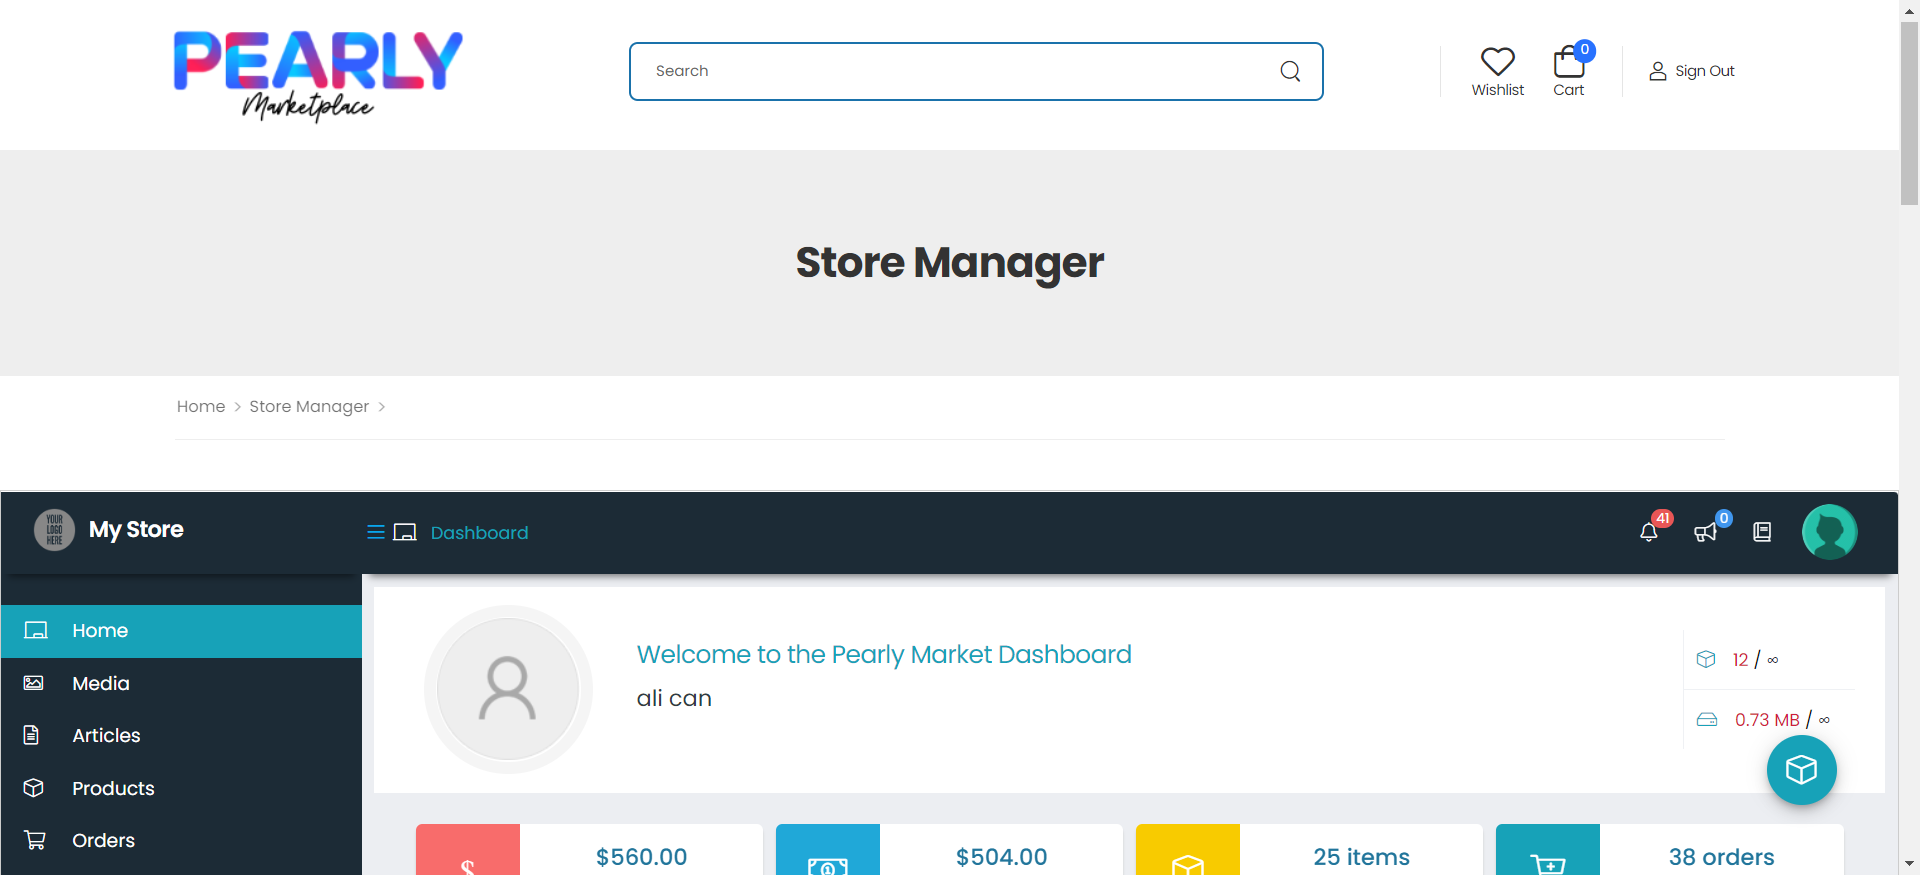 PEARLY
Marketplace
Search
Wishlist
0
Cart
Sign Out
Store Manager
Home > Store Manager >
YOUR
LOGO
HERE
My Store
Dashboard
41
0
Home
Media
Articles
Products
Orders
Welcome to the Pearly Market Dashboard
ali can
12 / ∞
0.73 MB / ∞
$560.00
$504.00
25 items
38 orders